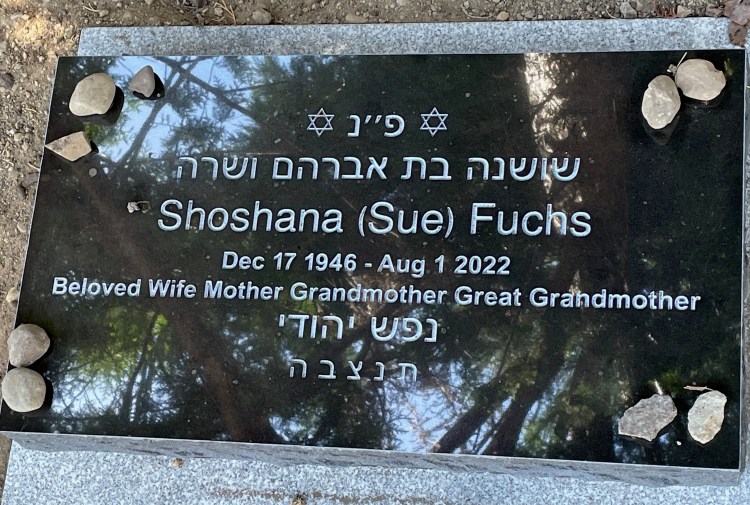 ✡ פ״נ ✡
שושנה בת אברהם ושרה
Shoshana (Sue) Fuchs
Dec 17 1946 - Aug 1 2022
Beloved Wife Mother Grandmother Great Grandmother
נפש יהודי
ת נ צ ב ה